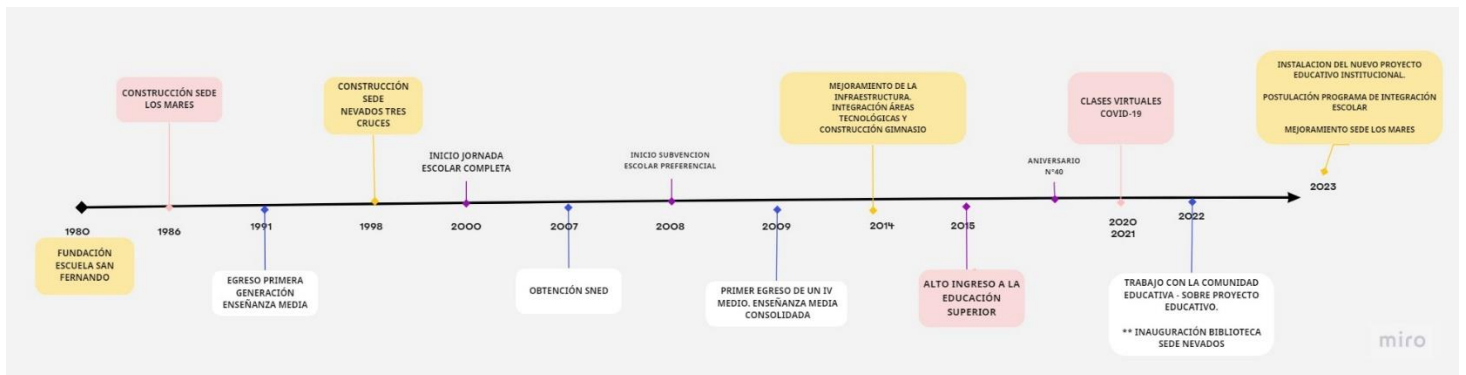 CONSTRUCCIÓN SEDE
LOS MARES
CONSTRUCCIÓN
SEDE
NEVADOS TRES
CRUCES
INICIO JORNADA
ESCOLAR COMPLETA
INICIO SUBVENCION
ESCOLAR PREFERENCIAL
MEJORAMIENTO DE LA
INFRAESTRUCTURA.
INTEGRACIÓN ÁREAS
TECNOLÓGICAS Y
CONSTRUCCIÓN GIMNASIO
ANIVERSARIO
N°40
CLASES VIRTUALES
COVID-19
INSTALACION DEL NUEVO PROYECTO
EDUCATIVO INSTITUCIONAL.
POSTULACIÓN PROGRAMA DE INTEGRACIÓN
ESCOLAR
MEJORAMIENTO SEDE LOS MARES
1980
1986
1991
1998
2000
2007
2008
2009
2014
2015
2020
2021
2022
2023
FUNDACIÓN
ESCUELA SAN
FERNANDO
EGRESO PRIMERA
GENERACIÓN
ENSEÑANZA MEDIA
OBTENCIÓN SNED
PRIMER EGRESO DE UN IV
MEDIO. ENSEÑANZA MEDIA
CONSOLIDADA
ALTO INGRESO A LA
EDUCACIÓN
SUPERIOR
TRABAJO CON LA COMUNIDAD
EDUCATIVA - SOBRE PROYECTO
EDUCATIVO.
** INAUGURACIÓN BIBLIOTECA
SEDE NEVADOS
miro